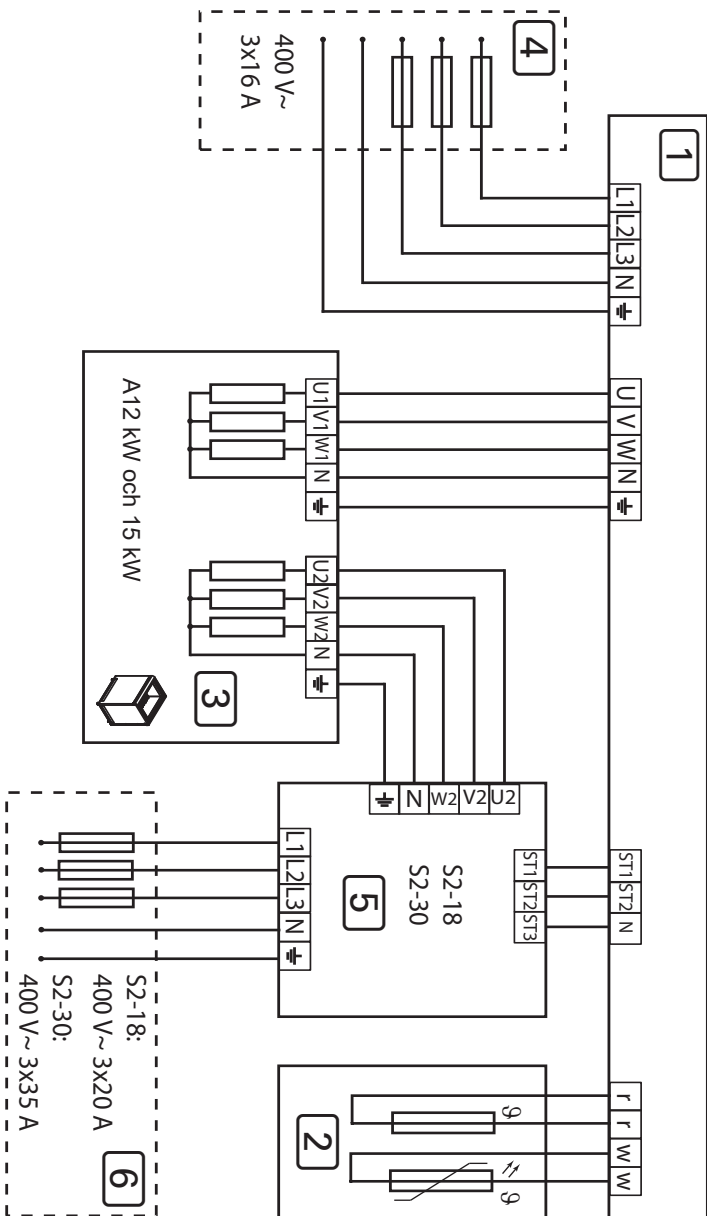 4
400 V~
3x16 A
1
L1 L2 L3 N
U V W N
ST1 ST2 N
r r w w
3
A12 kW och 15 kW
U1 V1 W1 N
U2 V2 W2 N
5
S2-18
S2-30
N W2 V2 U2
ST1 ST2 ST3
L1 L2 L3 N
6
S2-18:
400 V~ 3x20 A
S2-30:
400 V~ 3x35 A
2
ϑ
ϑ